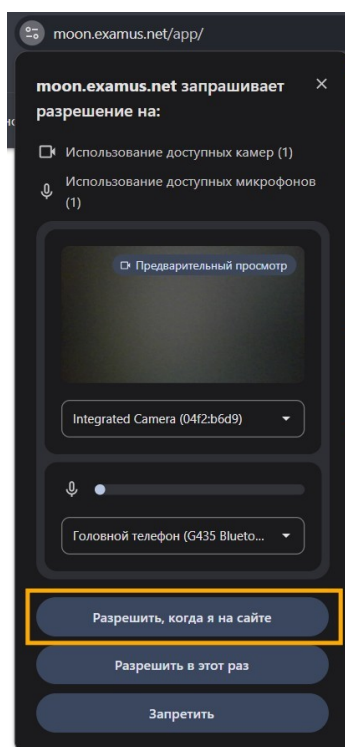 moon.examus.net/app/
moon.examus.net запрашивает
разрешение на:
Использование доступных камер (1)
Использование доступных микрофонов
(1)
Предварительный просмотр
Integrated Camera (04f2:b6d9)
Головной телефон (G435 Blueto...
Разрешить, когда я на сайте
Разрешить в этот раз
Запретить